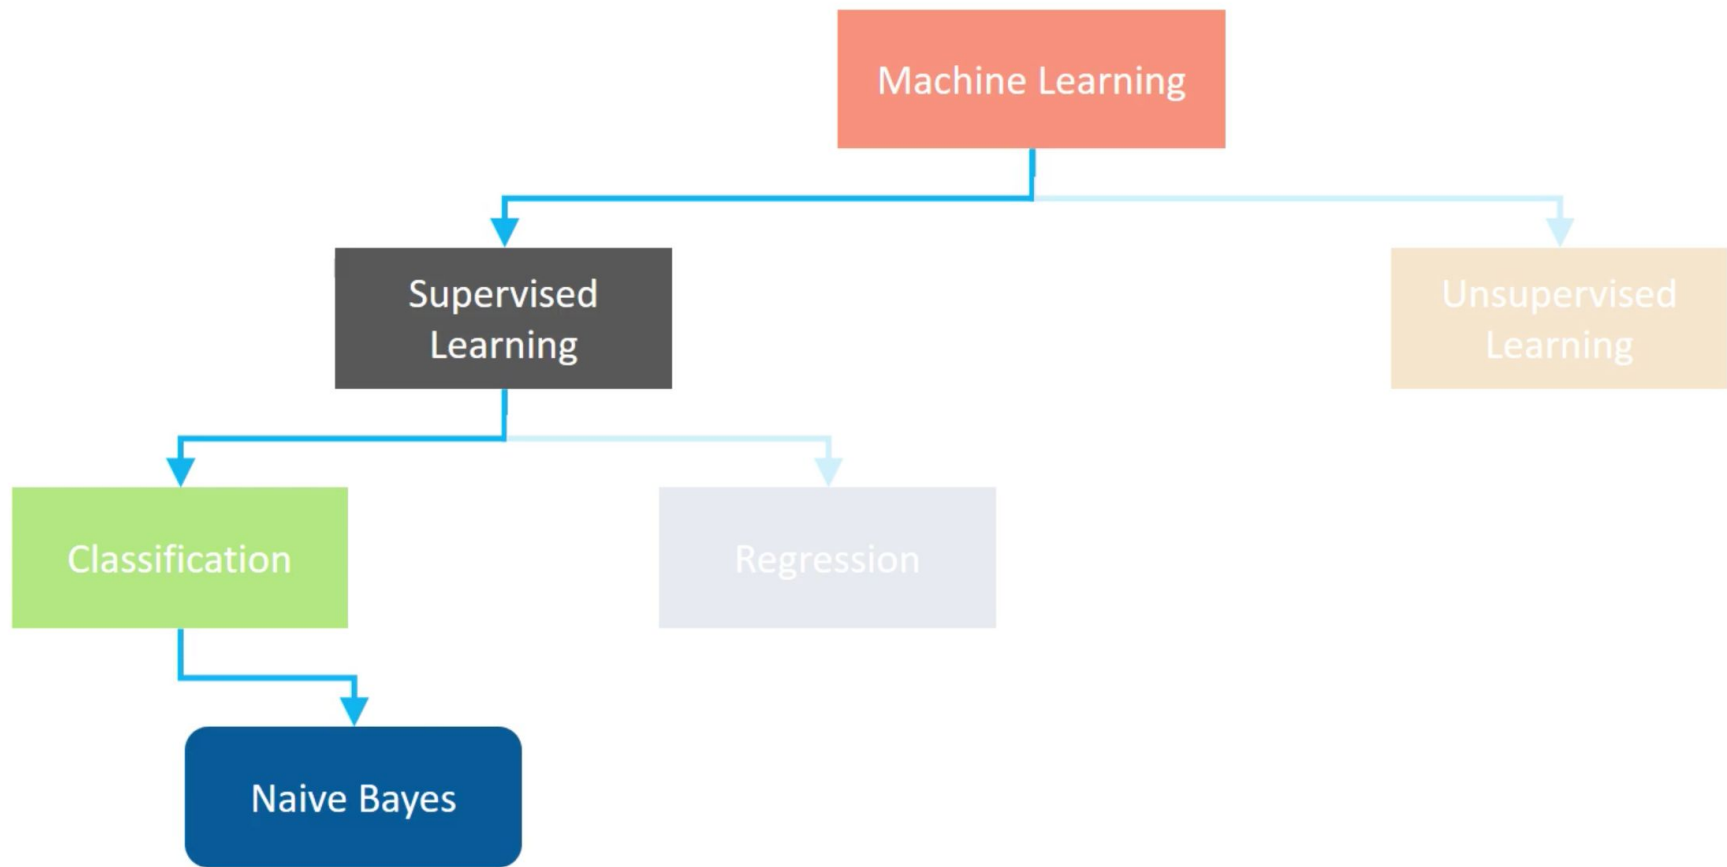 Machine Learning
Supervised
Learning
Unsupervised
Learning
Classification
Regression
Naive Bayes